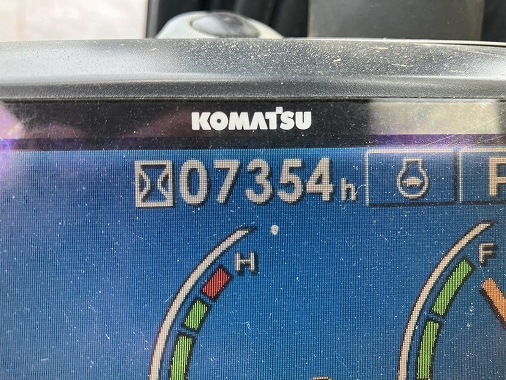 KOMATSU
07354h
H
F